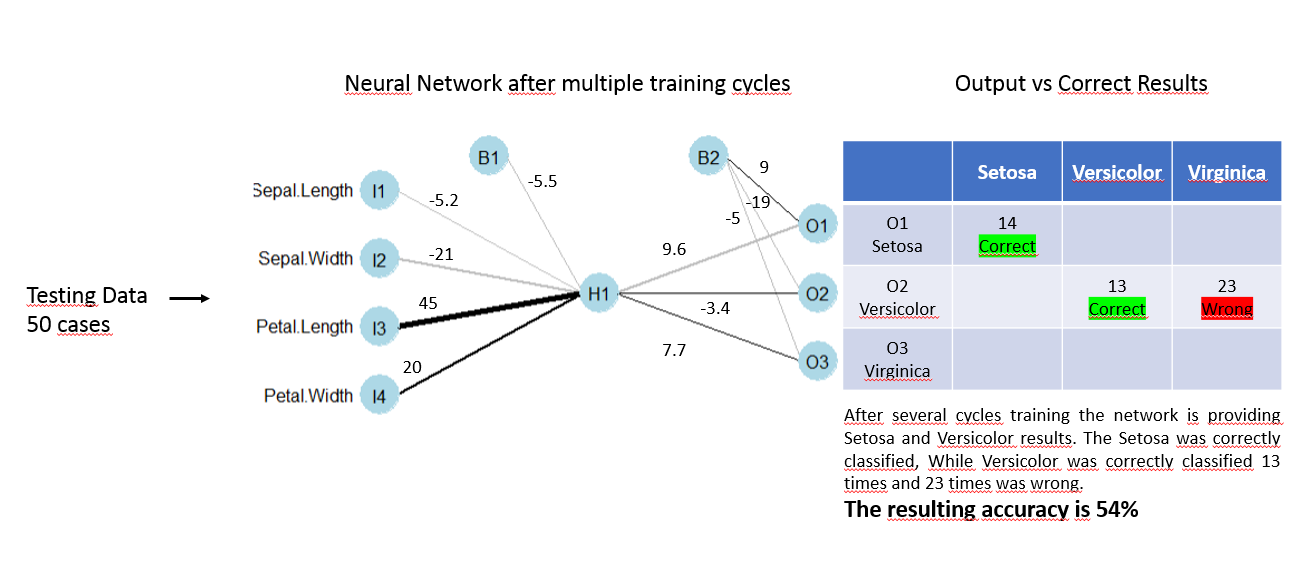 Neural Network after multiple training cycles
Output vs Correct Results
B1
B2
9
-5.5
-19
-5
Sepal.Length I1
-5.2
O1
Sepal.Width I2
-21
9.6
Testing Data
50 cases
45
H1
O2
-3.4
Petal.Length I3
7.7
O3
20
Petal.Width I4
Setosa Versicolor Virginica
O1
Setosa
14
Correct
O2
Versicolor
13
Correct
23
Wrong
O3
Virginica
After several cycles training the network is providing
Setosa and Versicolor results. The Setosa was correctly
classified, While Versicolor was correctly classified 13
times and 23 times was wrong.
The resulting accuracy is 54%